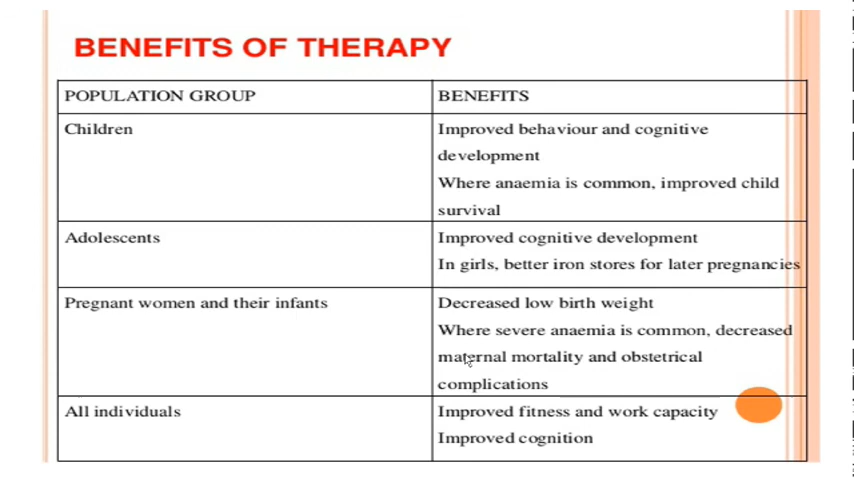 BENEFITS OF THERAPY
POPULATION GROUP
BENEFITS
Children
Improved behaviour and cognitive
development
Where anaemia is common, improved child
survival
Adolescents
Improved cognitive development
In girls, better iron stores for later pregnancies
Pregnant women and their infants
Decreased low birth weight
Where severe anaemia is common, decreased
maternal mortality and obstetrical
complications
All individuals
Improved fitness and work capacity
Improved cognition